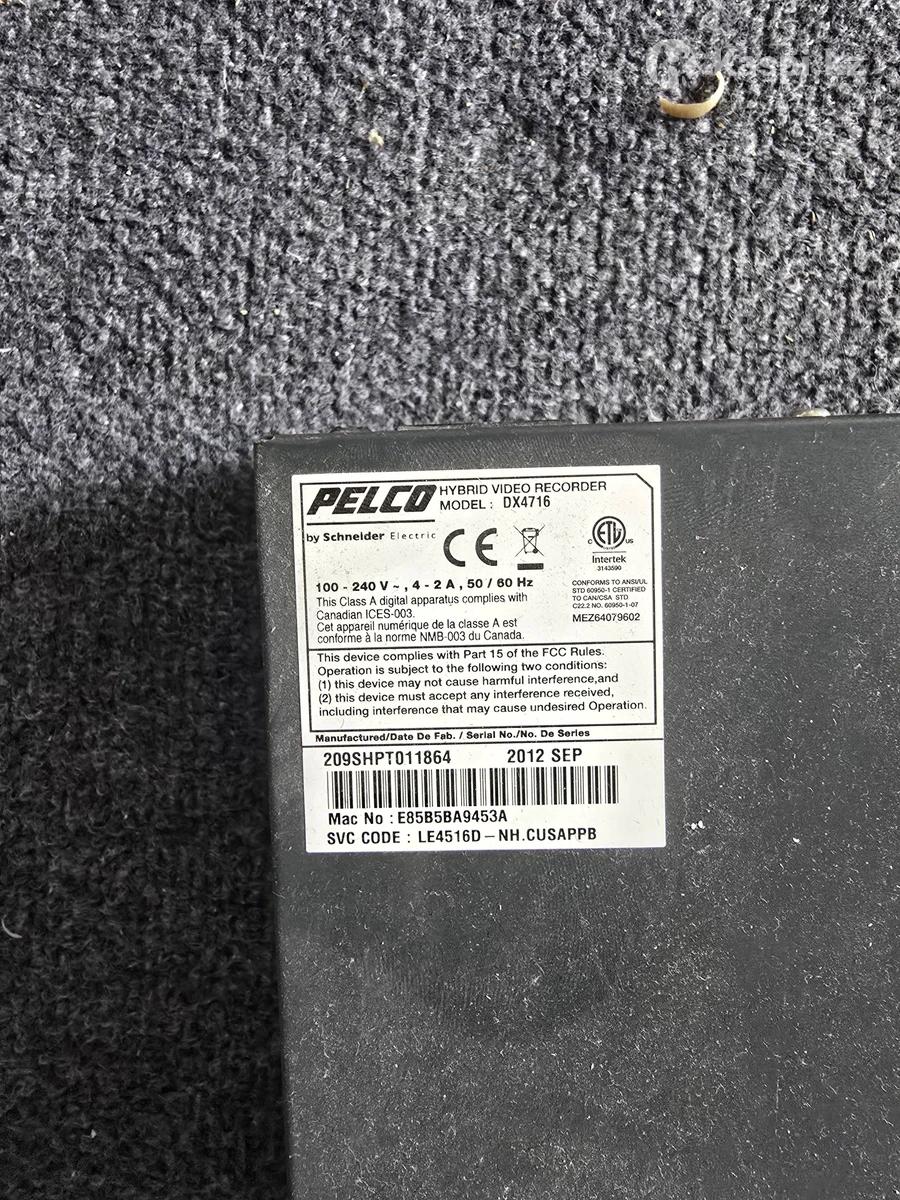 Kaspi.kz
PELCO
HYBRID VIDEO RECORDER
MODEL : DX4716
by Schneider Electric
CE
c ETL us
Intertek
3143590
100 - 240 V ~ , 4 - 2 A , 50 / 60 Hz
This Class A digital apparatus complies with
Canadian ICES-003.
Cet appareil numérique de la classe A est
conforme à la norme NMB-003 du Canada.
CONFORMS TO ANSI/UL
STD 60950-1 CERTIFIED
TO CAN/CSA STD
C22.2 NO. 60950-1-07
MEZ64079602
This device complies with Part 15 of the FCC Rules.
Operation is subject to the following two conditions:
(1) this device may not cause harmful interference,and
(2) this device must accept any interference received,
including interference that may cause undesired Operation.
Manufactured/Date De Fab. / Serial No./No. De Series
209SHPT011864 2012 SEP
Mac No : E85B5BA9453A
SVC CODE : LE4516D-NH.CUSAPPB